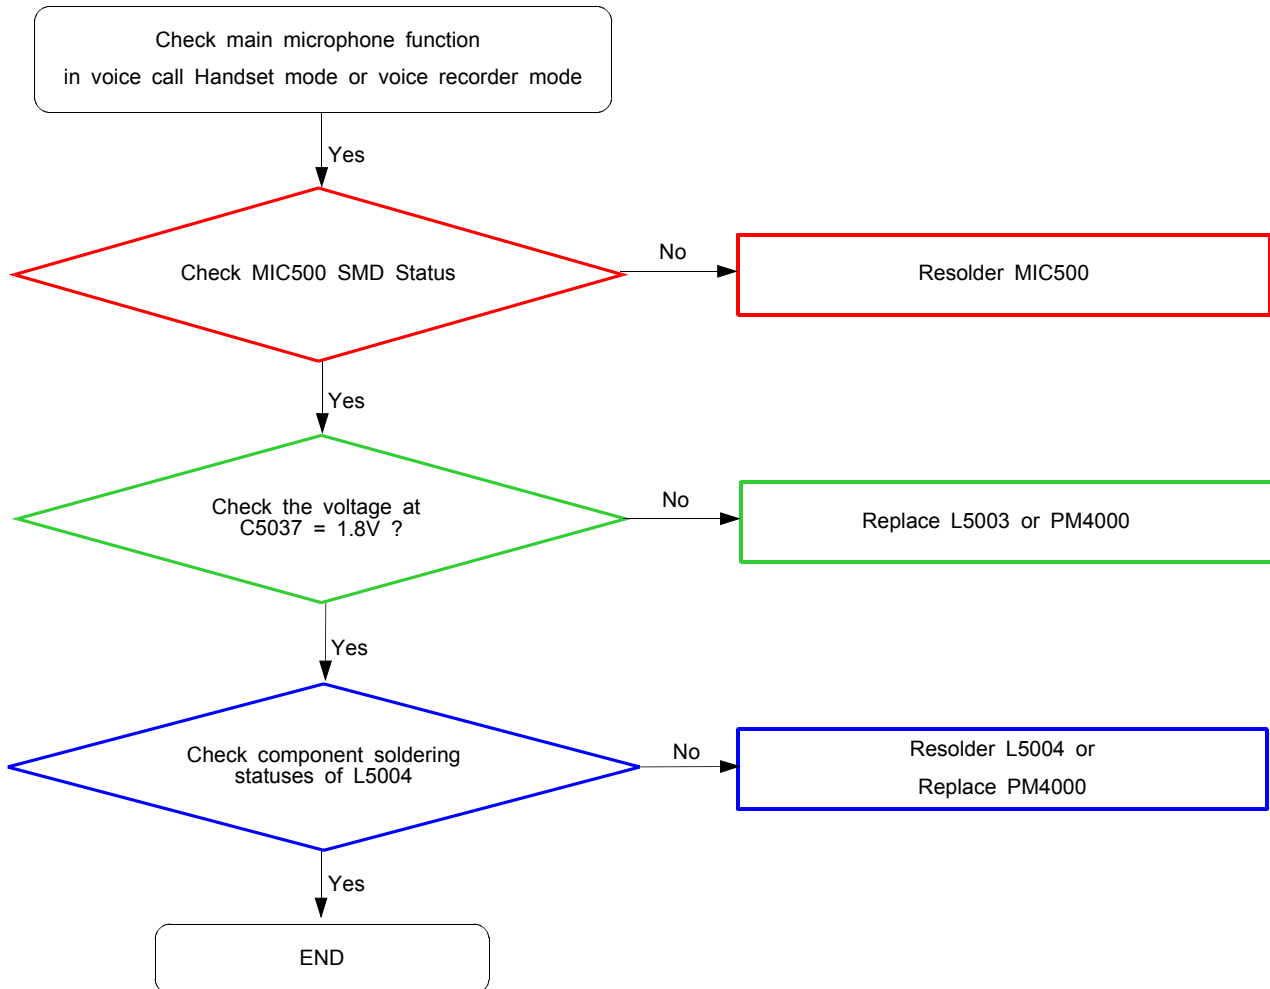 Check main microphone function
in voice call Handset mode or voice recorder mode
Yes
Check MIC500 SMD Status
No
Resolder MIC500
Yes
Check the voltage at
C5037 = 1.8V ?
No
Replace L5003 or PM4000
Yes
Check component soldering
statuses of L5004
No
Resolder L5004 or
Replace PM4000
Yes
END